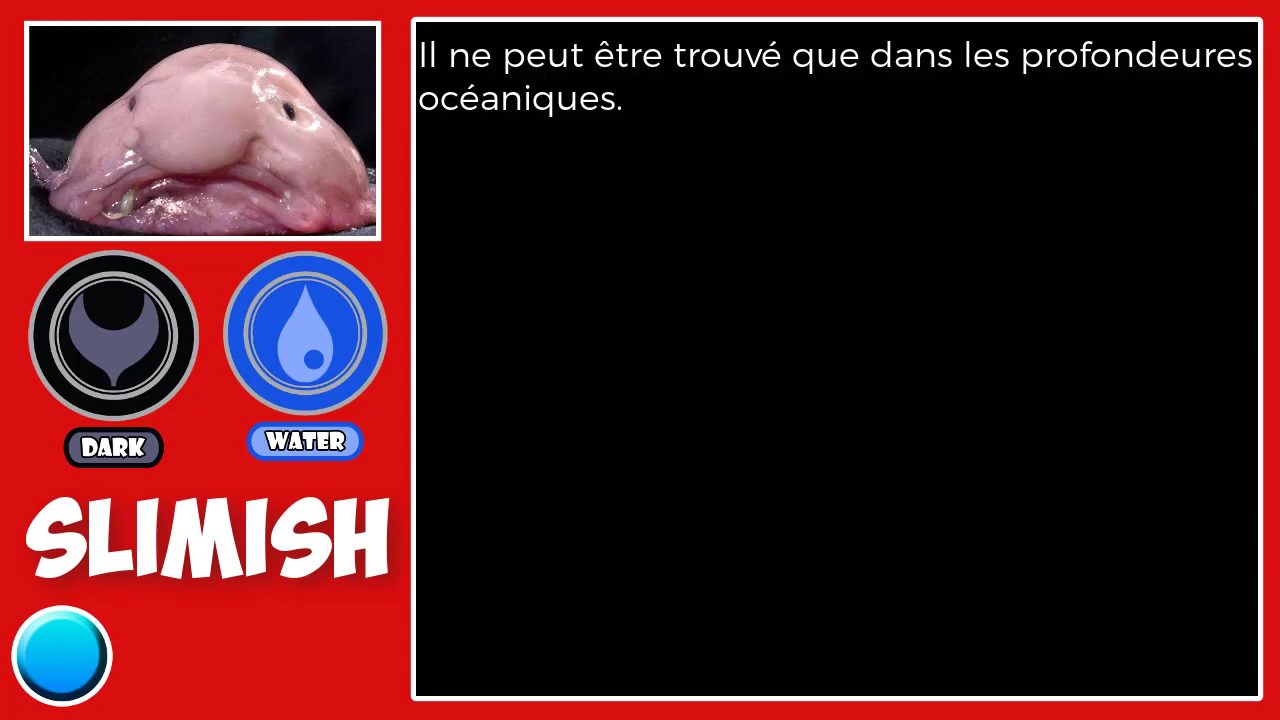 Il ne peut être trouvé que dans les profondeures
océaniques.
DARK
WATER
SLIMISH